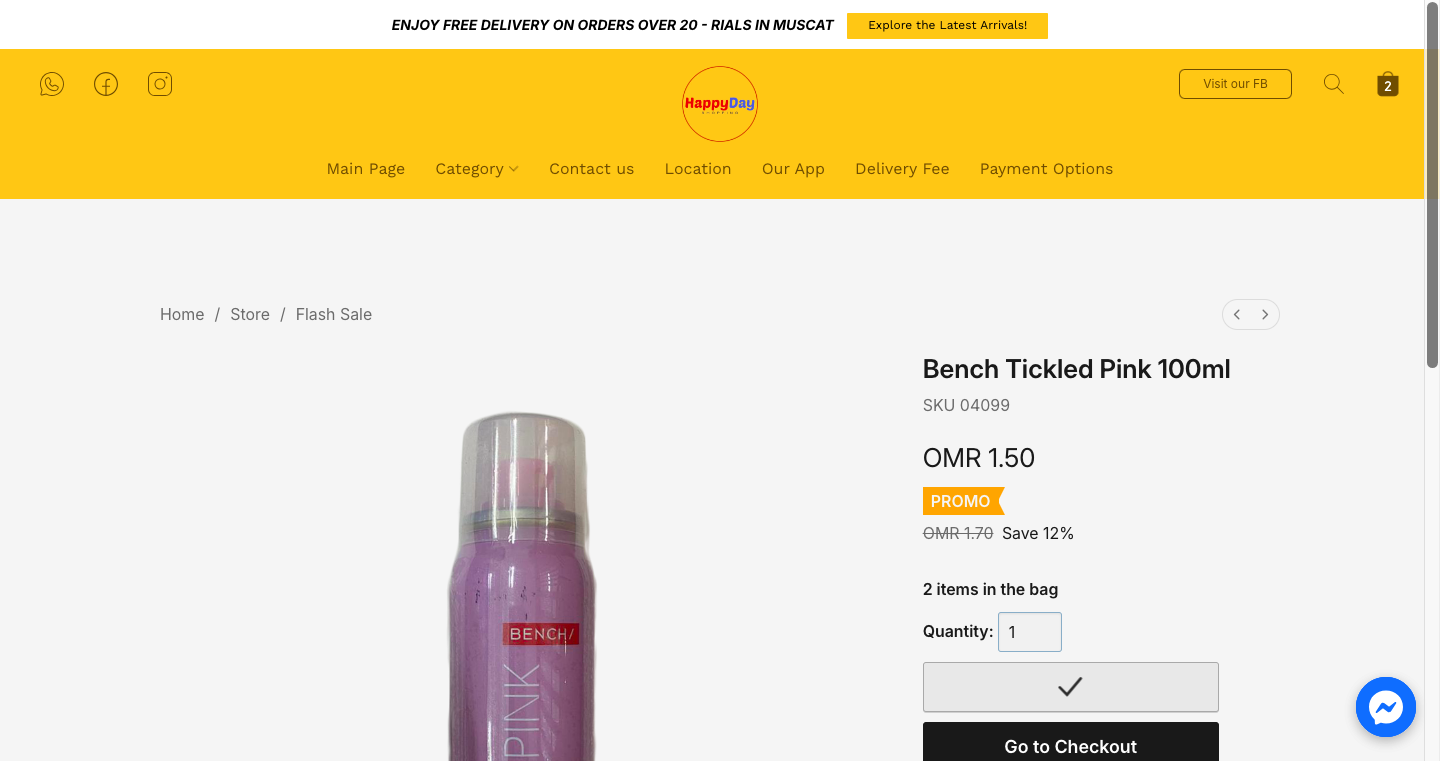 ENJOY FREE DELIVERY ON ORDERS OVER 20 - RIALS IN MUSCAT
Explore the Latest Arrivals!
HappyDay
SHOPPING
Visit our FB
2
Main Page
Category
Contact us
Location
Our App
Delivery Fee
Payment Options
Home / Store / Flash Sale
Bench Tickled Pink 100ml
SKU 04099
OMR 1.50
PROMO
OMR 1.70 Save 12%
2 items in the bag
Quantity: 1
Go to Checkout
BENCH/
PINK